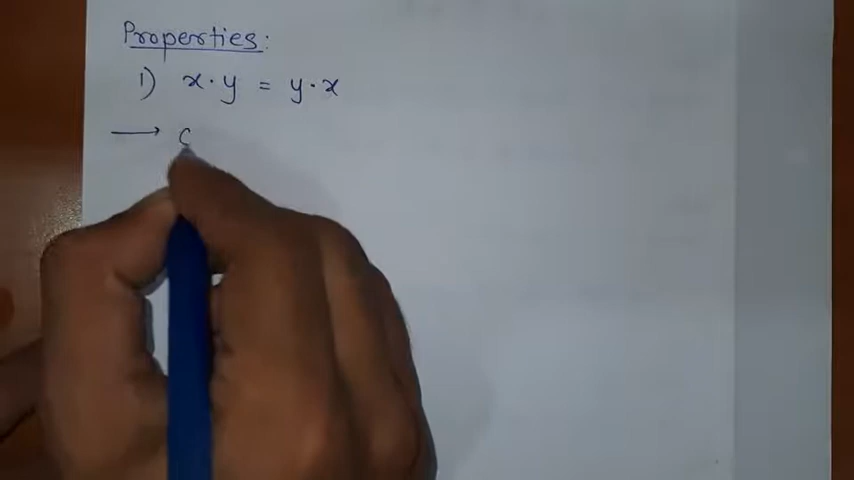 Properties:
1) x · y = y · x
→ c